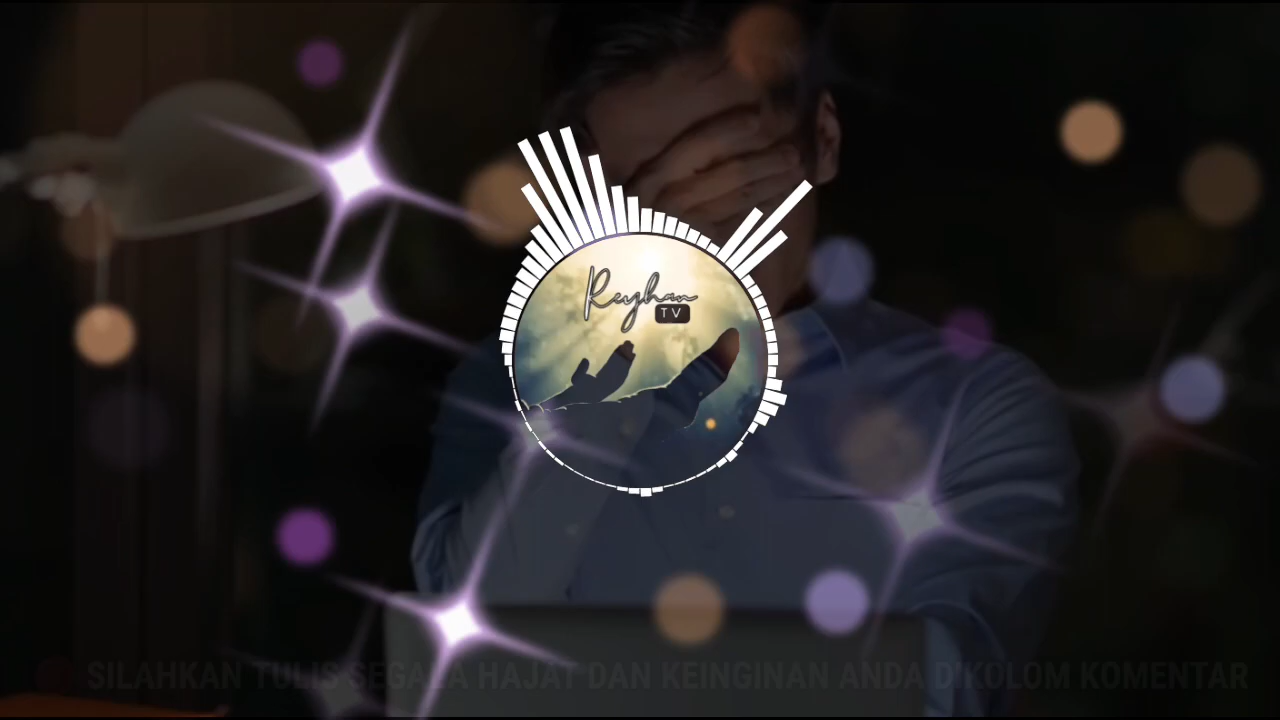 Reyhan
TV
SILAHKAN TULIS SEGALA HAJAT DAN KEINGINAN ANDA DIKOLOM KOMENTAR